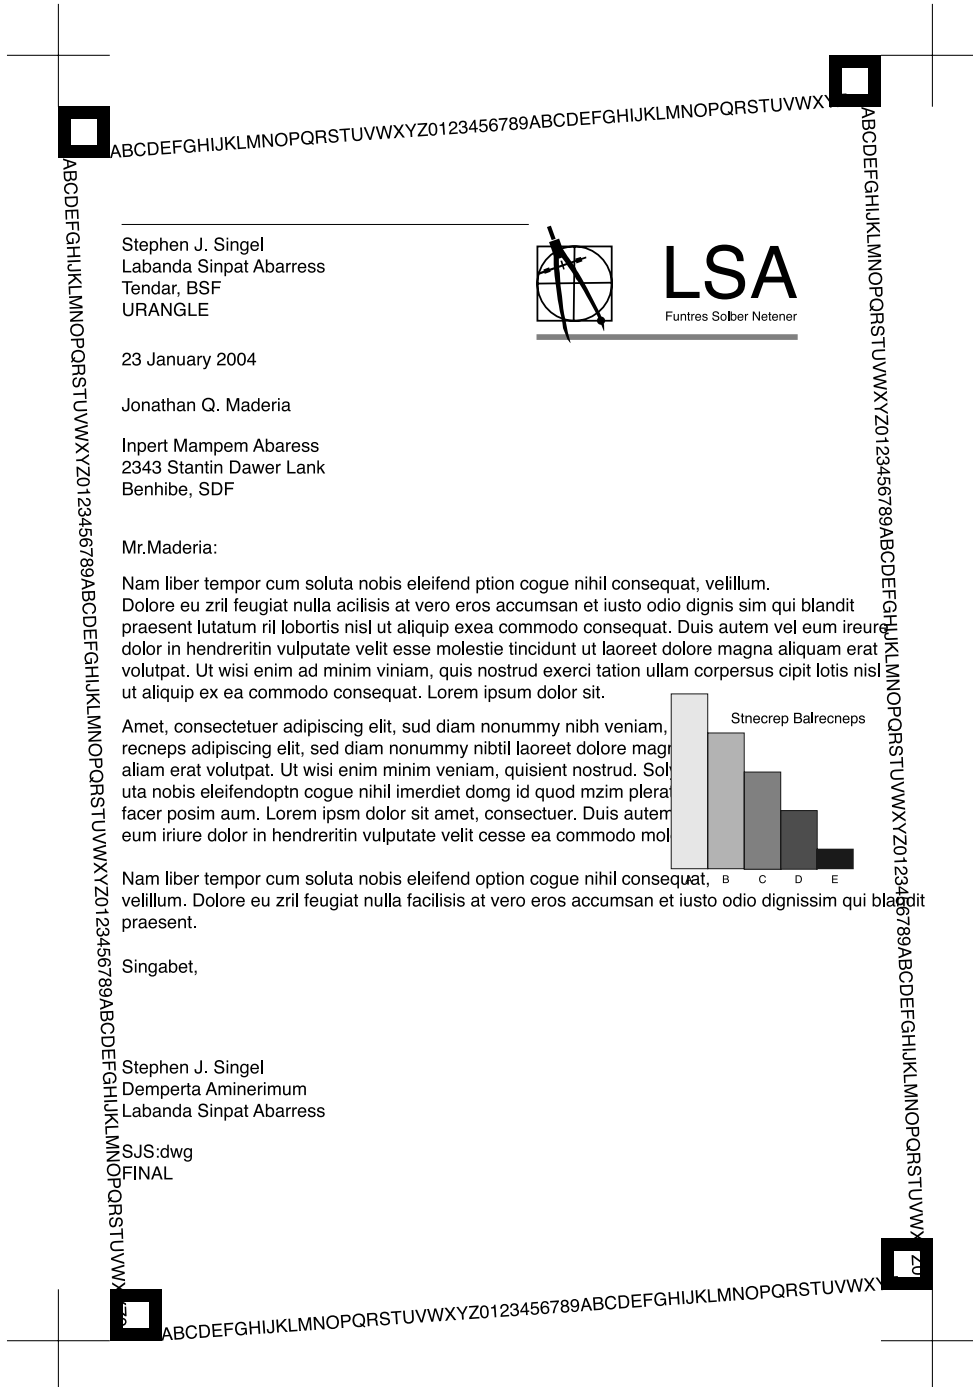 ABCDEFGHIJKLMNOPQRSTUVWXYZ0123456789ABCDEFGHIJKLMNOPQRSTUVWXY
ABCDEFGHIJKLMNOPQRSTUVWXYZ0123456789ABCDEFGHIJKLMNOPQRSTUVWXYZ0123456789ABCDEFGHIJKLMNOPQRSTUVWX
ABCDEFGHIJKLMNOPQRSTUVWXYZ0123456789ABCDEFGHIJKLMNOPQRSTUVWXYZ0123456789ABCDEFGHIJKLMNOPQRSTUVWX
Stephen J. Singel
Labanda Sinpat Abarress
Tendar, BSF
URANGLE
LSA
Funtres Solber Netener
23 January 2004
Jonathan Q. Maderia
Inpert Mampem Abaress
2343 Stantin Dawer Lank
Benhibe, SDF
Mr.Maderia:
Nam liber tempor cum soluta nobis eleifend ption cogue nihil consequat, velillum.
Dolore eu zril feugiat nulla acilisis at vero eros accumsan et iusto odio dignis sim qui blandit
praesent lutatum ril lobortis nisl ut aliquip exea commodo consequat. Duis autem vel eum ireure
dolor in hendreritin vulputate velit esse molestie tincidunt ut laoreet dolore magna aliquam erat
volutpat. Ut wisi enim ad minim viniam, quis nostrud exerci tation ullam corpersus cipit lotis nisl
ut aliquip ex ea commodo consequat. Lorem ipsum dolor sit.
Amet, consectetuer adipiscing elit, sud diam nonummy nibh veniam,
recneps adipiscing elit, sed diam nonummy nibtil laoreet dolore magn
aliam erat volutpat. Ut wisi enim minim veniam, quisient nostrud. Soly
uta nobis eleifendoptn cogue nihil imerdiet domg id quod mzim plerat
facer posim aum. Lorem ipsm dolor sit amet, consectuer. Duis autem
eum iriure dolor in hendreritin vulputate velit cesse ea commodo mol
Stnecrep Balrecneps
A B C D E
Nam liber tempor cum soluta nobis eleifend option cogue nihil consequat,
velillum. Dolore eu zril feugiat nulla facilisis at vero eros accumsan et iusto odio dignissim qui blandit
praesent.
Singabet,
Stephen J. Singel
Demperta Aminerimum
Labanda Sinpat Abarress
SJS:dwg
FINAL
ABCDEFGHIJKLMNOPQRSTUVWXYZ0123456789ABCDEFGHIJKLMNOPQRSTUVWXY